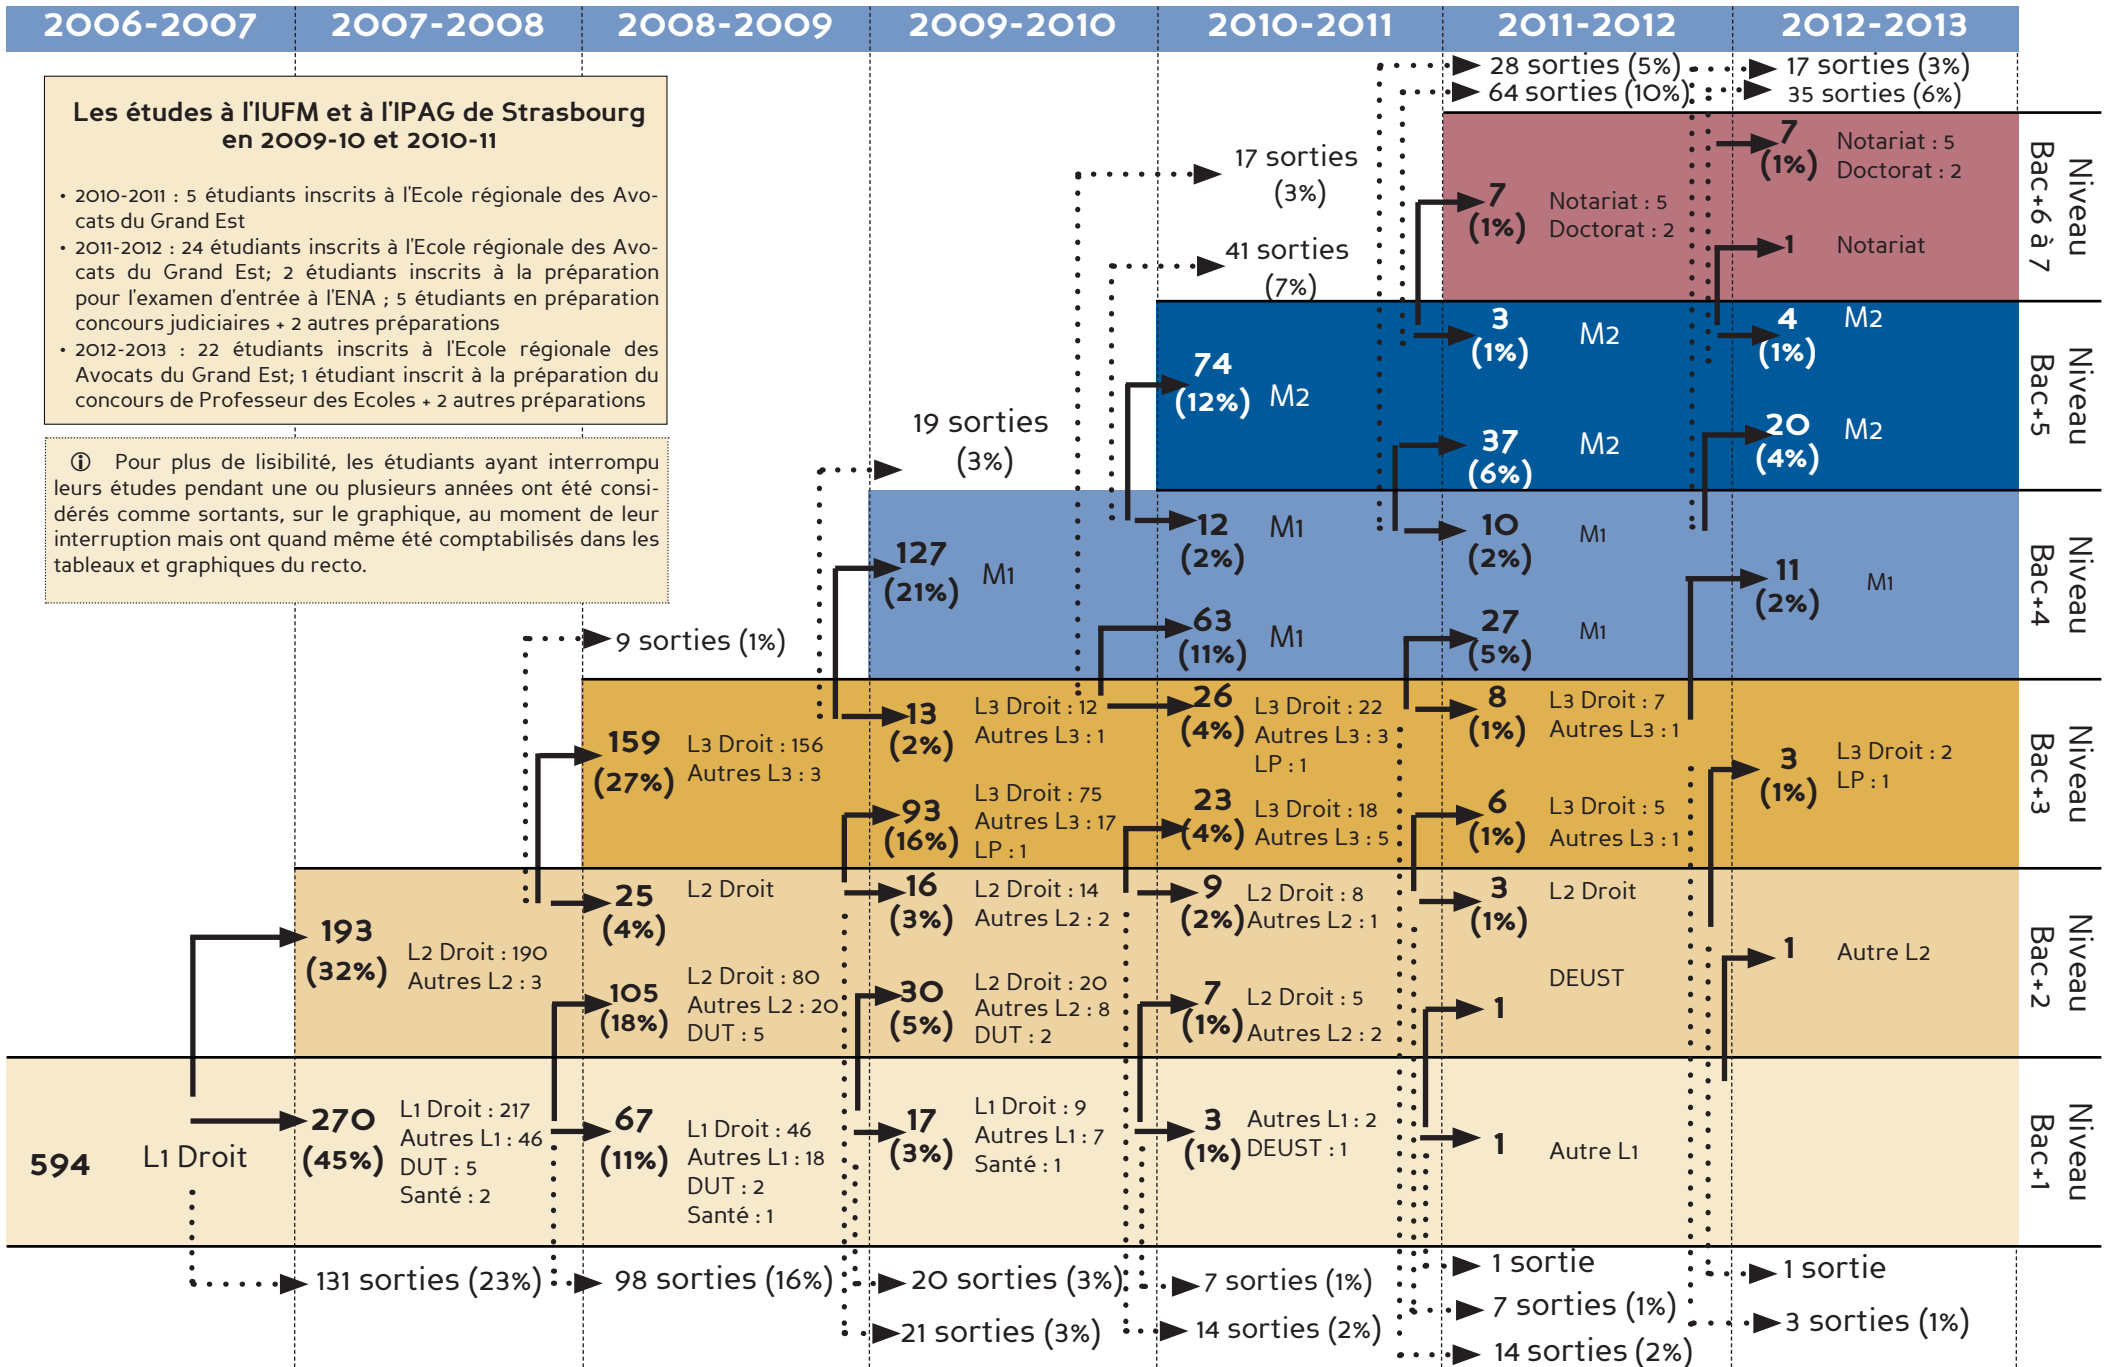 2006-2007 2007-2008 2008-2009 2009-2010 2010-2011 2011-2012 2012-2013
Les études à l'IUFM et à l'IPAG de Strasbourg
en 2009-10 et 2010-11
• 2010-2011 : 5 étudiants inscrits à l'Ecole régionale des Avo-
cats du Grand Est
• 2011-2012 : 24 étudiants inscrits à l'Ecole régionale des Avo-
cats du Grand Est; 2 étudiants inscrits à la préparation
pour l'examen d'entrée à l'ENA ; 5 étudiants en préparation
concours judiciaires + 2 autres préparations
• 2012-2013 : 22 étudiants inscrits à l'Ecole régionale des
Avocats du Grand Est; 1 étudiant inscrit à la préparation du
concours de Professeur des Ecoles + 2 autres préparations
ⓘ Pour plus de lisibilité, les étudiants ayant interrompu
leurs études pendant une ou plusieurs années ont été consi-
dérés comme sortants, sur le graphique, au moment de leur
interruption mais ont quand même été comptabilisés dans les
tableaux et graphiques du recto.
594 L1 Droit
193
(32%)
L2 Droit : 190
Autres L2 : 3
270
(45%)
L1 Droit : 217
Autres L1 : 46
DUT : 5
Santé : 2
131 sorties (23%)
9 sorties (1%)
159
(27%)
L3 Droit : 156
Autres L3 : 3
25
(4%)
L2 Droit
105
(18%)
L2 Droit : 80
Autres L2 : 20
DUT : 5
67
(11%)
L1 Droit : 46
Autres L1 : 18
DUT : 2
Santé : 1
98 sorties (16%)
19 sorties
(3%)
127
(21%)
M1
13
(2%)
L3 Droit : 12
Autres L3 : 1
93
(16%)
L3 Droit : 75
Autres L3 : 17
LP : 1
16
(3%)
L2 Droit : 14
Autres L2 : 2
30
(5%)
L2 Droit : 20
Autres L2 : 8
DUT : 2
17
(3%)
L1 Droit : 9
Autres L1 : 7
Santé : 1
20 sorties (3%)
21 sorties (3%)
17 sorties
(3%)
41 sorties
(7%)
74
(12%)
M2
12
(2%)
M1
63
(11%)
M1
26
(4%)
L3 Droit : 22
Autres L3 : 3
LP : 1
23
(4%)
L3 Droit : 18
Autres L3 : 5
9
(2%)
L2 Droit : 8
Autres L2 : 1
7
(1%)
L2 Droit : 5
Autres L2 : 2
3
(1%)
Autres L1 : 2
DEUST : 1
7 sorties (1%)
14 sorties (2%)
28 sorties (5%)
64 sorties (10%)
7
(1%)
Notariat : 5
Doctorat : 2
3
(1%)
M2
37
(6%)
M2
10
(2%)
M1
27
(5%)
M1
8
(1%)
L3 Droit : 7
Autres L3 : 1
6
(1%)
L3 Droit : 5
Autres L3 : 1
3
(1%)
L2 Droit
DEUST
1
1
Autre L1
1 sortie
7 sorties (1%)
14 sorties (2%)
17 sorties (3%)
35 sorties (6%)
7
(1%)
Notariat : 5
Doctorat : 2
1
Notariat
4
(1%)
M2
20
(4%)
M2
11
(2%)
M1
3
(1%)
L3 Droit : 2
LP : 1
1
Autre L2
1 sortie
3 sorties (1%)
Niveau
Bac+6 à 7
Niveau
Bac+5
Niveau
Bac+4
Niveau
Bac+3
Niveau
Bac+2
Niveau
Bac+1